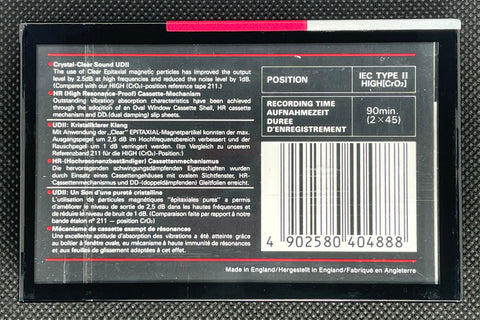 Crystal-Clear Sound UDII
The use of Clear Epitaxial magnetic particles has improved the
output level by 2.5dB at high frequencies and reduced the noise level by 1dB.
(Compared with our HIGH (CrO₂)-position reference tape 211.)
HR (High Resonance-Proof) Cassette-Mechanism
Outstanding vibration absorption characteristics have been achieved
through the adoption of an Oval Window Cassette Shell, HR cassette
mechanism and DD (dual damping) slip sheets.
UDII: Kristallklarer Klang
Mit Anwendung der „Clear" EPITAXIAL-Magnetpartikel konnten der max.
Ausgangspegel um 2,5 dB im Hochfrequenzbereich verbessert und der
Rauschpegel um 1 dB verringert werden. (Im Vergleich zu unserem
Referenzband 211 für die HIGH (CrO₂)-Position.)
HR-(Hochresonanzbeständiger) Cassettenmechanismus
Die hervorragenden schwingungsdämpfenden Eigenschaften wurden
durch Einsatz eines Cassettengehäuses mit ovalem Sichtfenster, HR-
Cassettenmechanismus und DD-(doppeldämpfenden) Gleitfolien erreicht.
UDII: Un Son d'une pureté cristalline
L'utilisation de particules magnétiques "épitaxiales pures" a permis
d'améliorer le niveau de sortie de 2,5 dB dans les hautes fréquences et
de réduire le niveau de bruit de 1 dB. (Comparaison faite par rapport à notre
bande étalon n° 211 — position CrO₂)
Mécanisme de cassette exempt de résonances
Une excellente aptitude d'absorption des vibrations a été atteinte grâce
au boîtier à fenêtre ovale, au mécanisme à haute immunité de résonances
et aux feuilles de glissement adaptées à cet effet.
POSITION
IEC TYPE II
HIGH[CrO₂]
RECORDING TIME
AUFNAHMEZEIT
DUREE
D'ENREGISTREMENT
90min.
(2×45)
4 902580 404888
Made in England/Hergestellt in England/Fabriqué en Angleterre